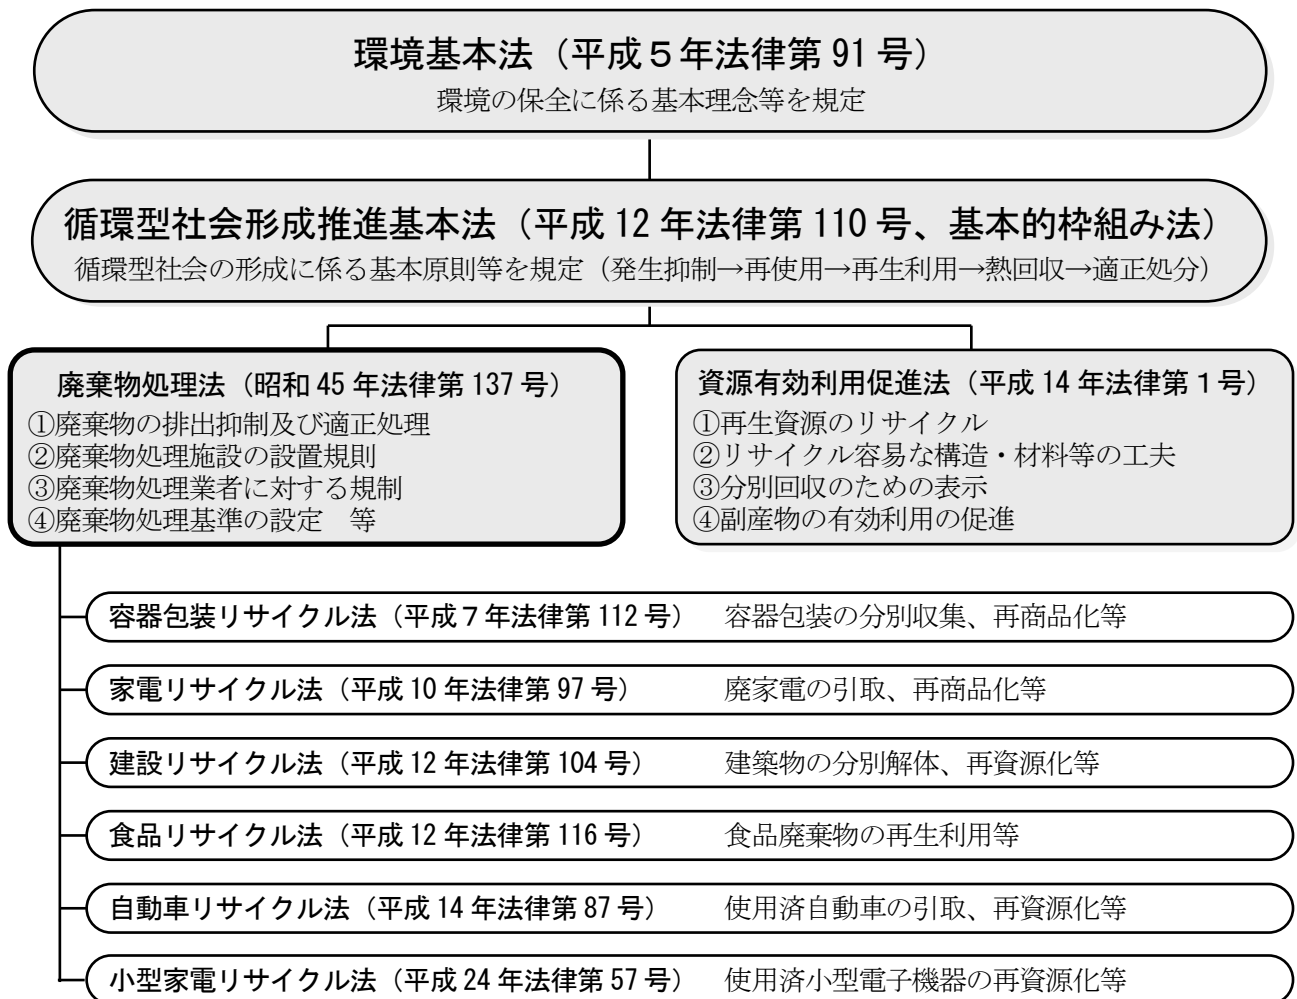 環境基本法（平成５年法律第 91 号）
環境の保全に係る基本理念等を規定
循環型社会形成推進基本法（平成 12 年法律第 110 号、基本的枠組み法）
循環型社会の形成に係る基本原則等を規定（発生抑制→再使用→再生利用→熱回収→適正処分）
廃棄物処理法（昭和 45 年法律第 137 号）
①廃棄物の排出抑制及び適正処理
②廃棄物処理施設の設置規則
③廃棄物処理業者に対する規制
④廃棄物処理基準の設定　等
資源有効利用促進法（平成 14 年法律第１号）
①再生資源のリサイクル
②リサイクル容易な構造・材料等の工夫
③分別回収のための表示
④副産物の有効利用の促進
容器包装リサイクル法（平成７年法律第 112 号）　容器包装の分別収集、再商品化等
家電リサイクル法（平成 10 年法律第 97 号）　廃家電の引取、再商品化等
建設リサイクル法（平成 12 年法律第 104 号）　建築物の分別解体、再資源化等
食品リサイクル法（平成 12 年法律第 116 号）　食品廃棄物の再生利用等
自動車リサイクル法（平成 14 年法律第 87 号）　使用済自動車の引取、再資源化等
小型家電リサイクル法（平成 24 年法律第 57 号）　使用済小型電子機器の再資源化等